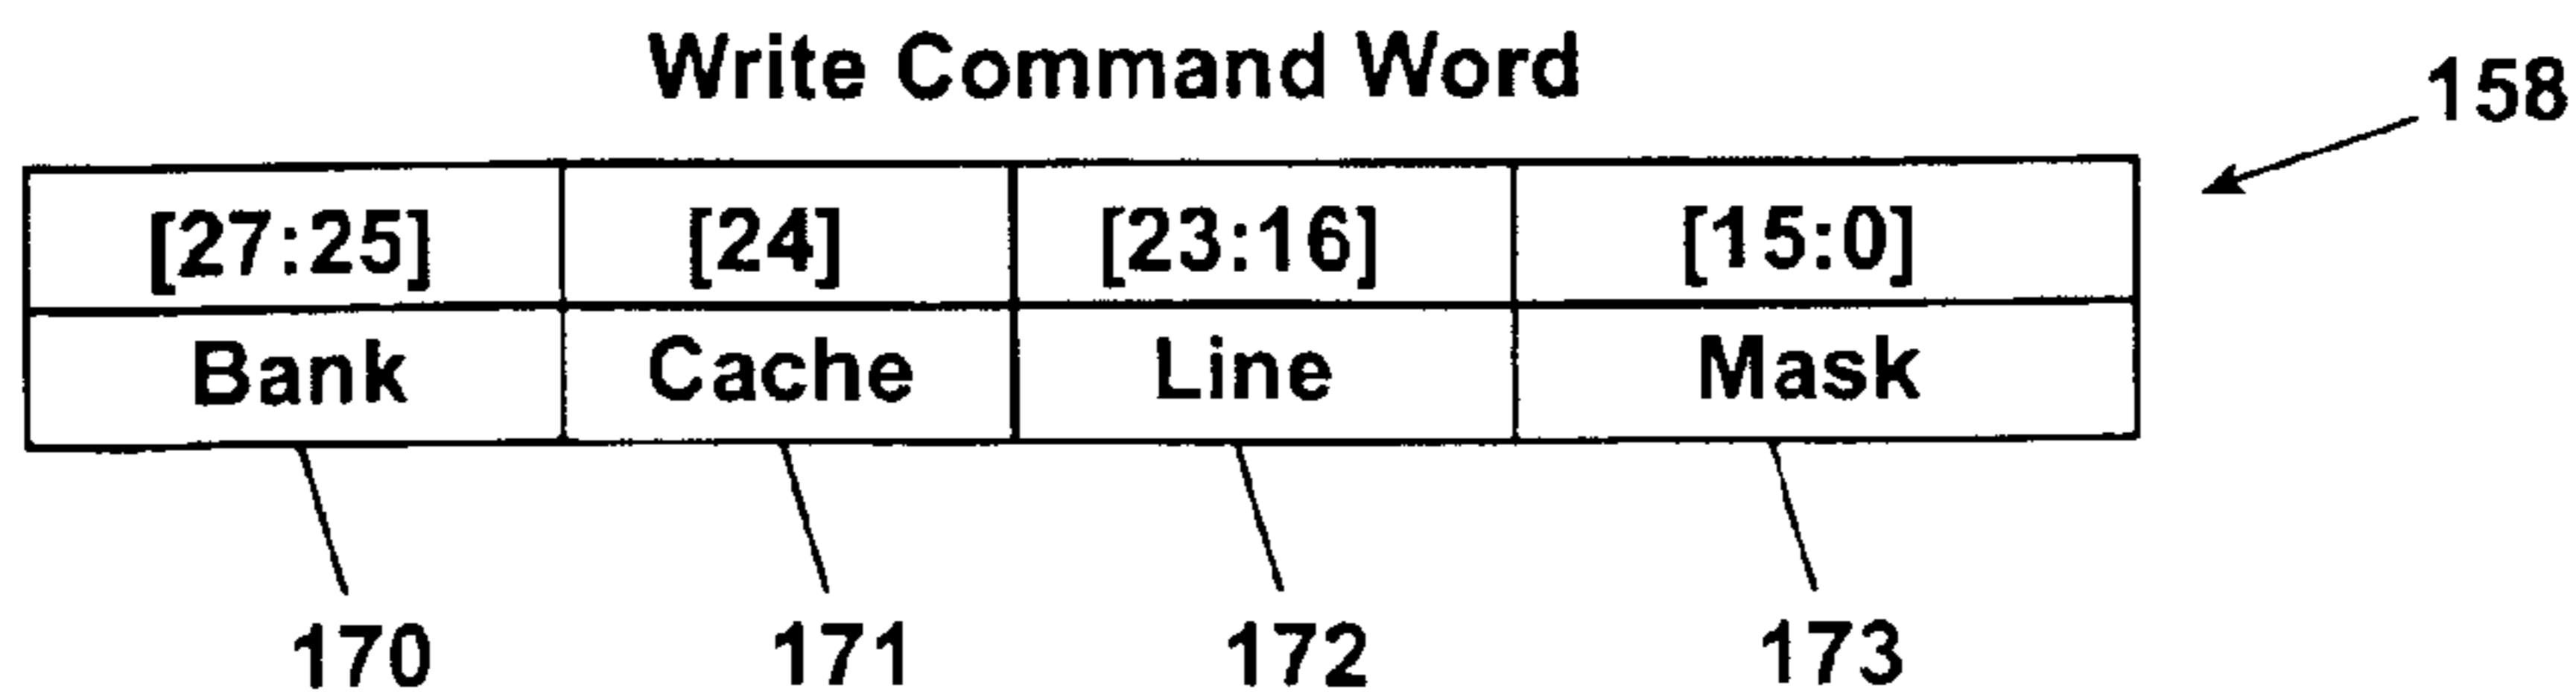 Write Command Word
158
[27:25] [24] [23:16] [15:0]
Bank Cache Line Mask
170 171 172 173